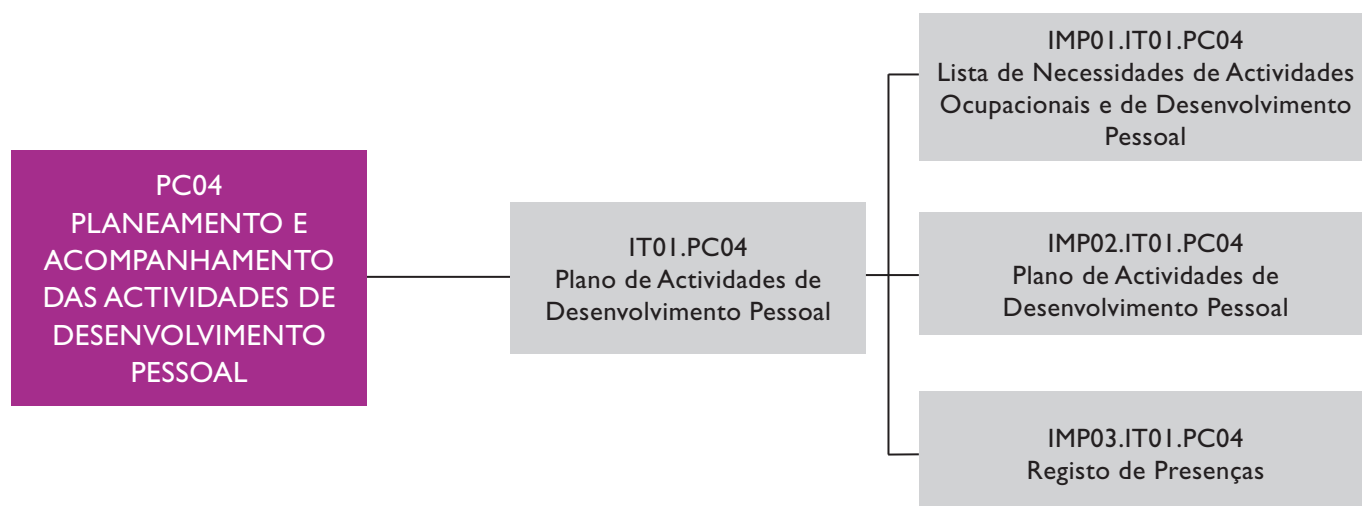 PC04
PLANEAMENTO E
ACOMPANHAMENTO
DAS ACTIVIDADES DE
DESENVOLVIMENTO
PESSOAL
IT01.PC04
Plano de Actividades de
Desenvolvimento Pessoal
IMP01.IT01.PC04
Lista de Necessidades de Actividades
Ocupacionais e de Desenvolvimento
Pessoal
IMP02.IT01.PC04
Plano de Actividades de
Desenvolvimento Pessoal
IMP03.IT01.PC04
Registo de Presenças